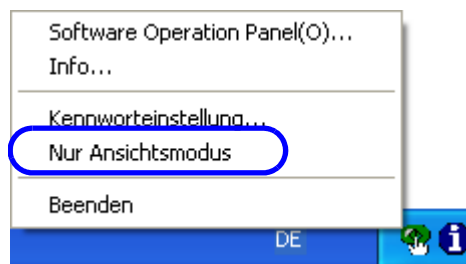 Software Operation Panel(O)...
Info...
Kennworteinstellung...
Nur Ansichtsmodus
Beenden
DE